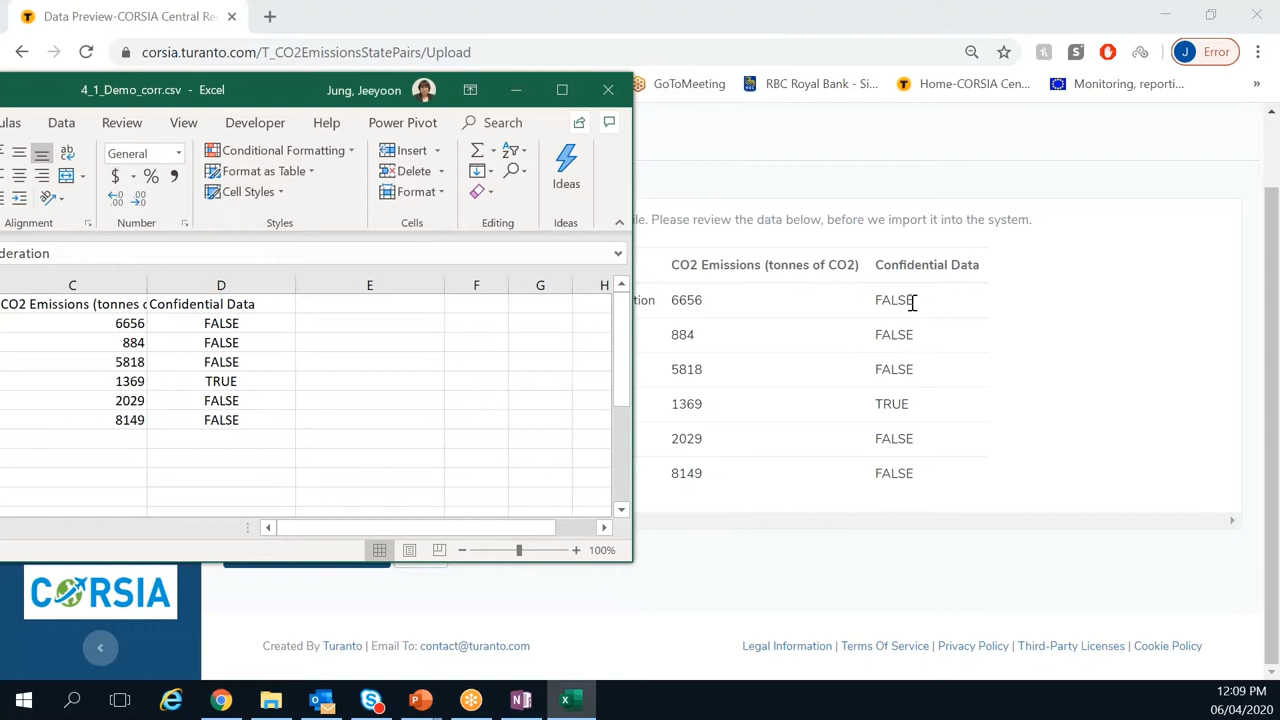 Data Preview-CORSIA Central Re
corsia.turanto.com/T_CO2EmissionsStatePairs/Upload
J Error
GoToMeeting
RBC Royal Bank - Si...
Home-CORSIA Cen...
Monitoring, reporti...
»
4_1_Demo_corr.csv - Excel
Jung, Jeeyoon
ulas Data Review View Developer Help Power Pivot Search
General
Conditional Formatting
Format as Table
Cell Styles
Insert
Delete
Format
Ideas
Alignment Number Styles Cells Editing Ideas
deration
C D E F G H
CO2 Emissions (tonnes c Confidential Data
6656 FALSE
884 FALSE
5818 FALSE
1369 TRUE
2029 FALSE
8149 FALSE
100%
ile. Please review the data below, before we import it into the system.
CO2 Emissions (tonnes of CO2) Confidential Data
tion 6656 FALSE
884 FALSE
5818 FALSE
1369 TRUE
2029 FALSE
8149 FALSE
CORSIA
Created By Turanto | Email To: contact@turanto.com
Legal Information | Terms Of Service | Privacy Policy | Third-Party Licenses | Cookie Policy
12:09 PM
06/04/2020